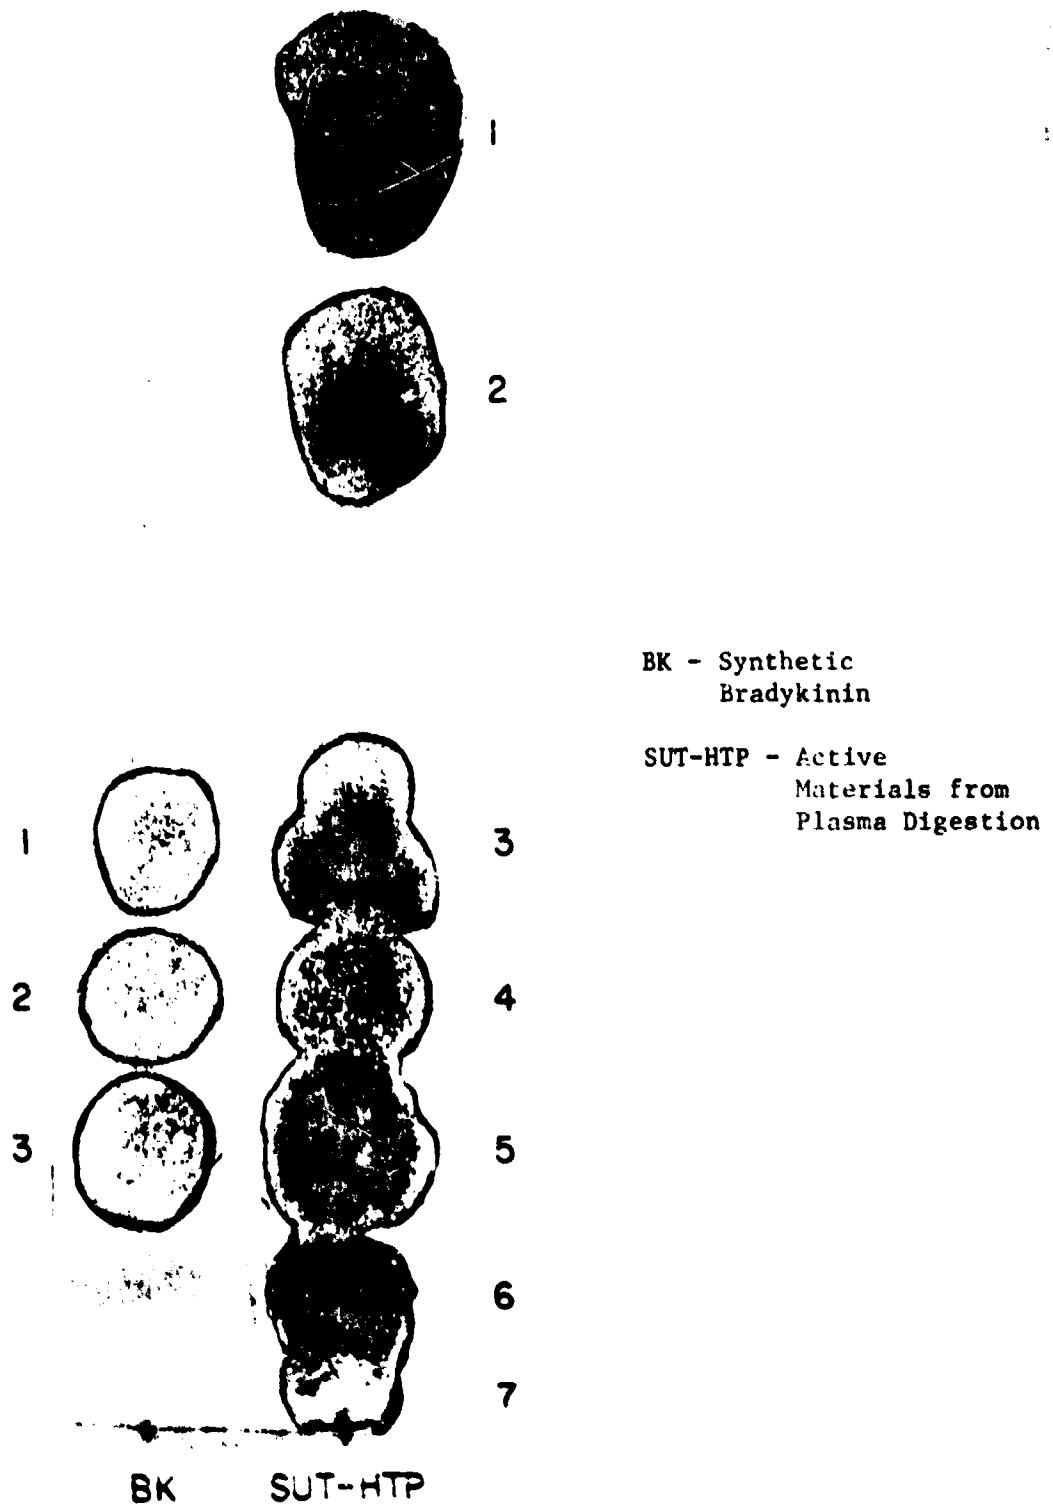 1
2
BK - Synthetic
Bradykinin
SUT-HTP - Active
Materials from
Plasma Digestion
1
3
2
4
3
5
6
7
BK SUT-HTP